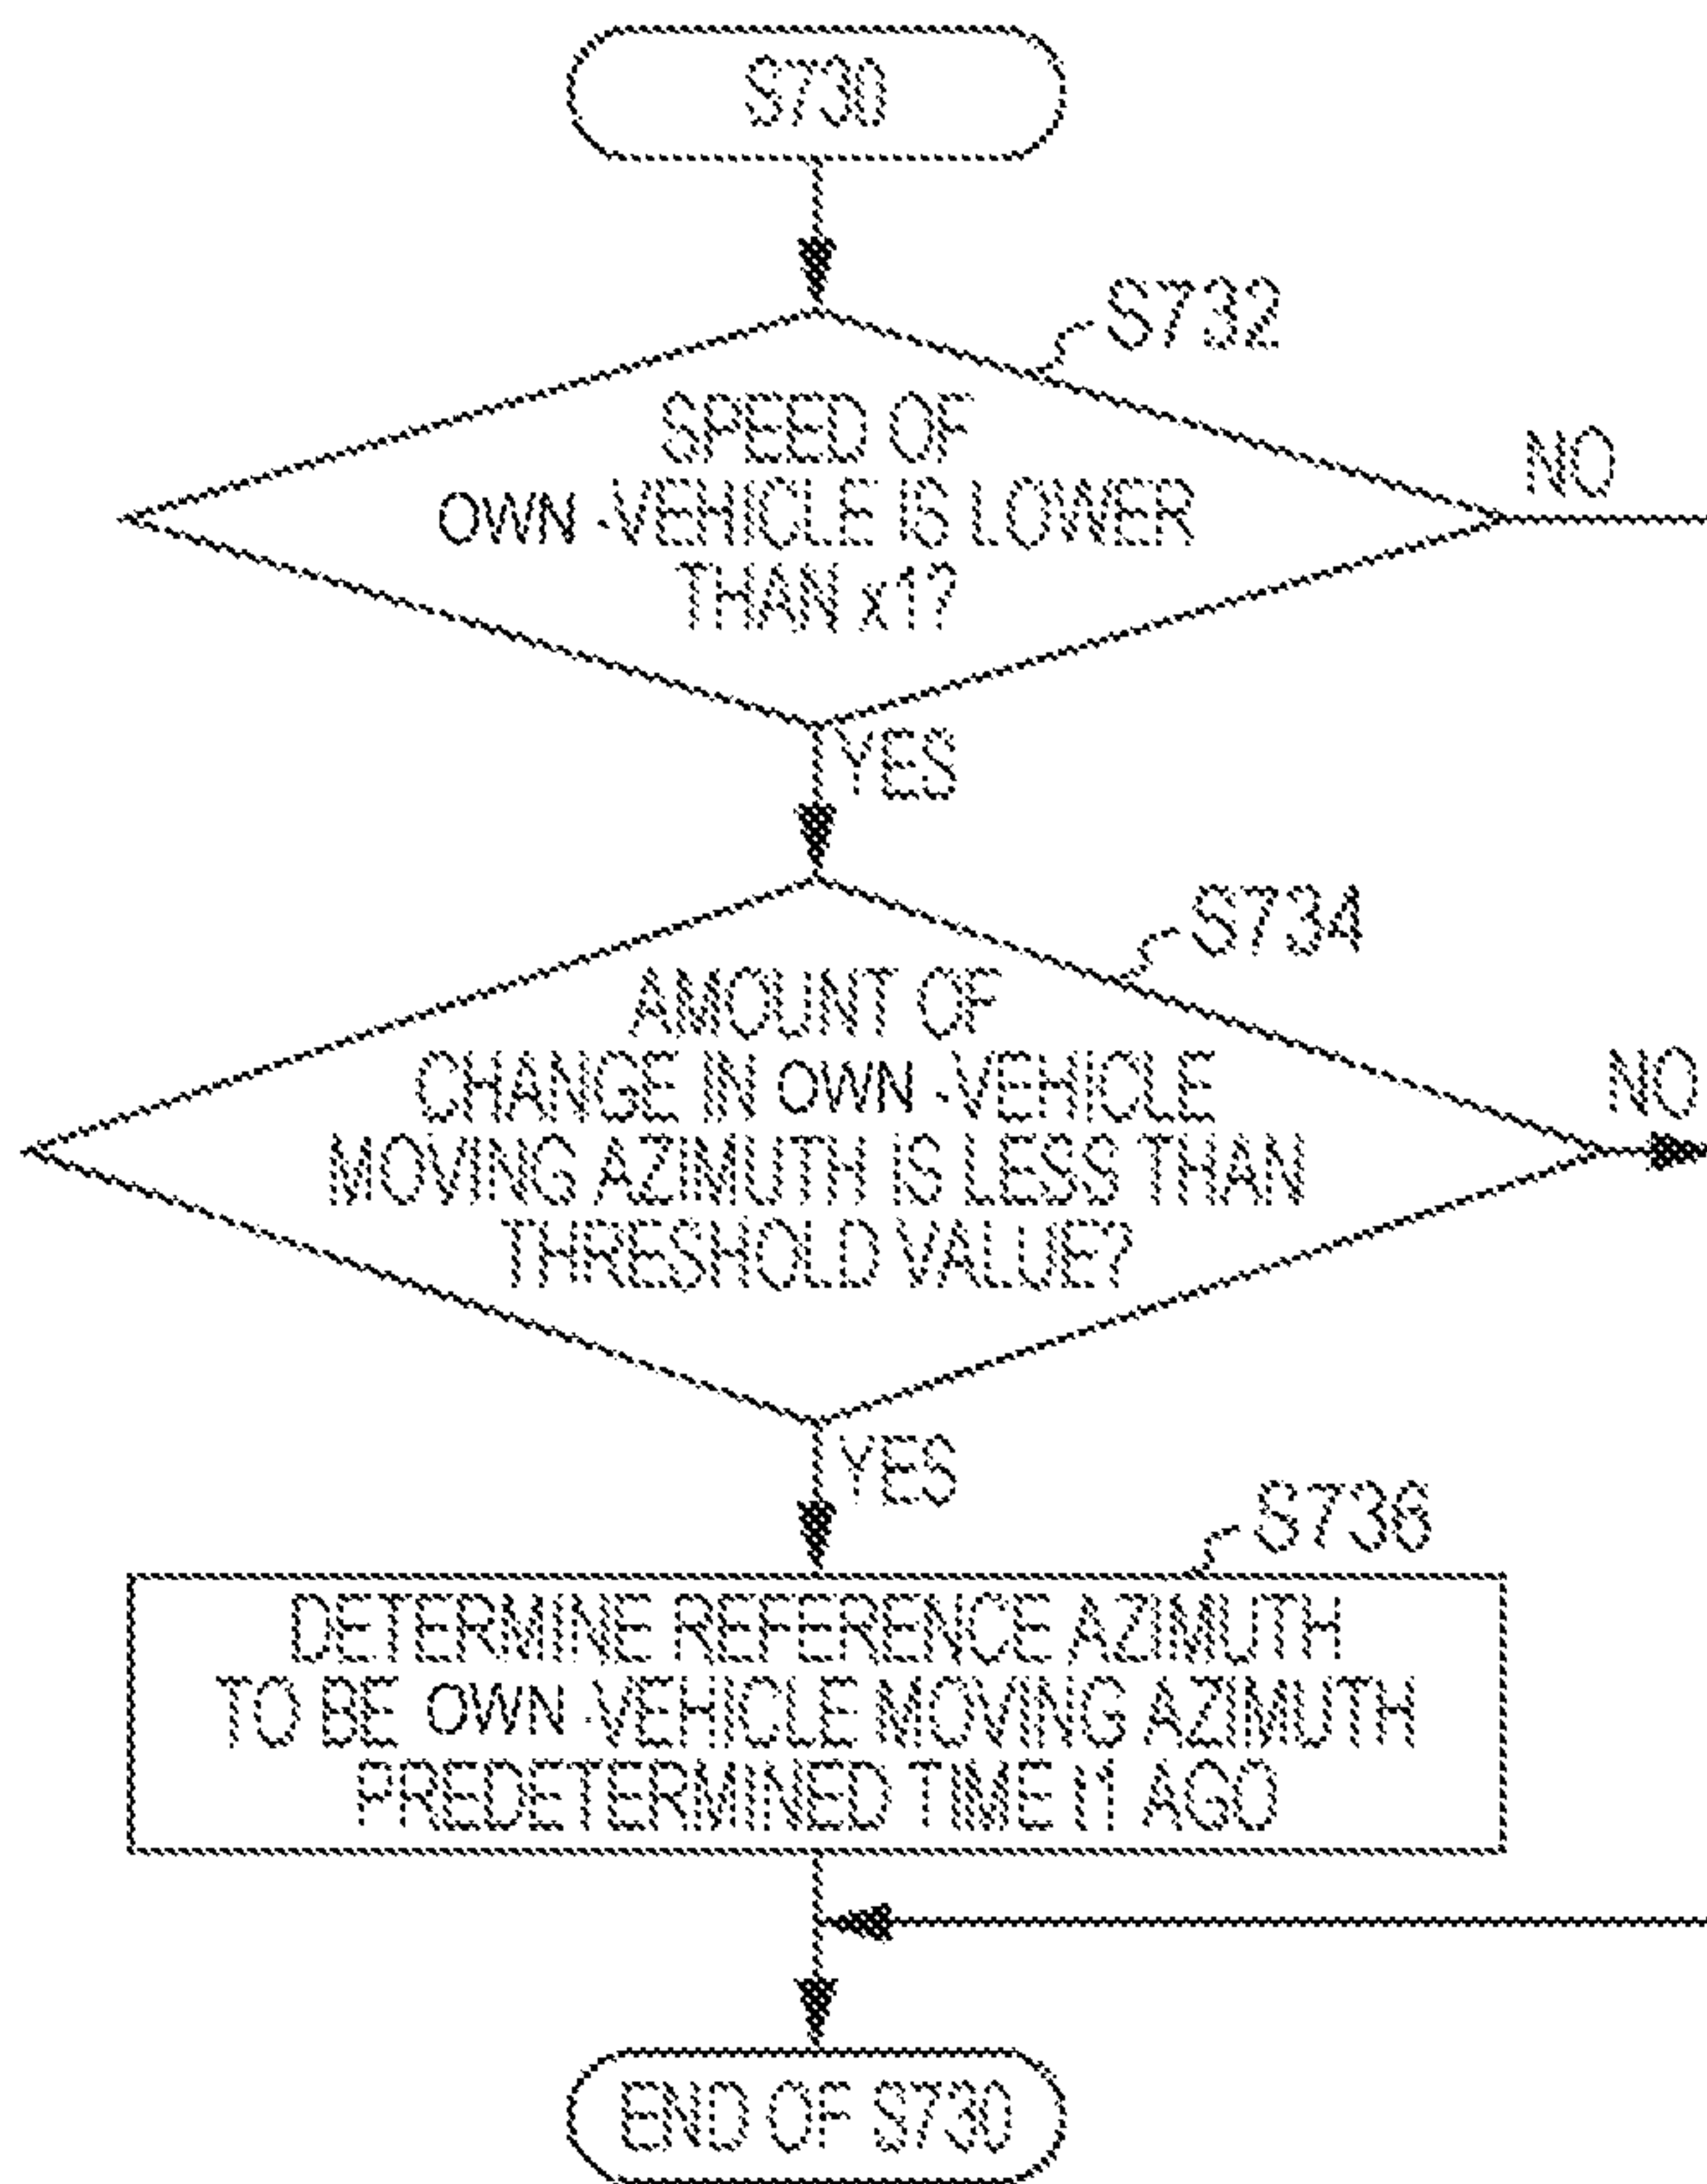 S730
S732
SPEED OF
OWN -VEHICLE IS LOWER
THAN x1?
NO
YES
S734
AMOUNT OF
CHANGE IN OWN -VEHICLE
MOVING AZIMUTH IS LESS THAN
THRESHOLD VALUE?
NO
YES
S736
DETERMINE REFERENCE AZIMUTH
TO BE OWN -VEHICLE MOVING AZIMUTH
PREDETERMINED TIME t1 AGO
END OF S730